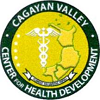 CAGAYAN VALLEY
CENTER for HEALTH DEVELOPMENT